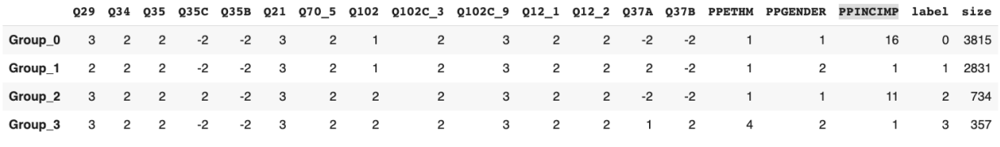 Q29 Q34 Q35 Q35C Q35B Q21 Q70_5 Q102 Q102C_3 Q102C_9 Q12_1 Q12_2 Q37A Q37B PPETHM PPGENDER PPINCIMP label size
Group_0 3 2 2 -2 -2 3 2 1 2 3 2 2 -2 -2 1 1 16 0 3815
Group_1 2 2 2 -2 -2 3 2 1 2 3 2 2 2 -2 1 2 1 1 2831
Group_2 3 2 2 2 -2 3 2 2 2 3 2 2 -2 -2 1 1 11 2 734
Group_3 3 2 2 -2 -2 3 2 2 2 3 2 2 1 2 4 2 1 3 357